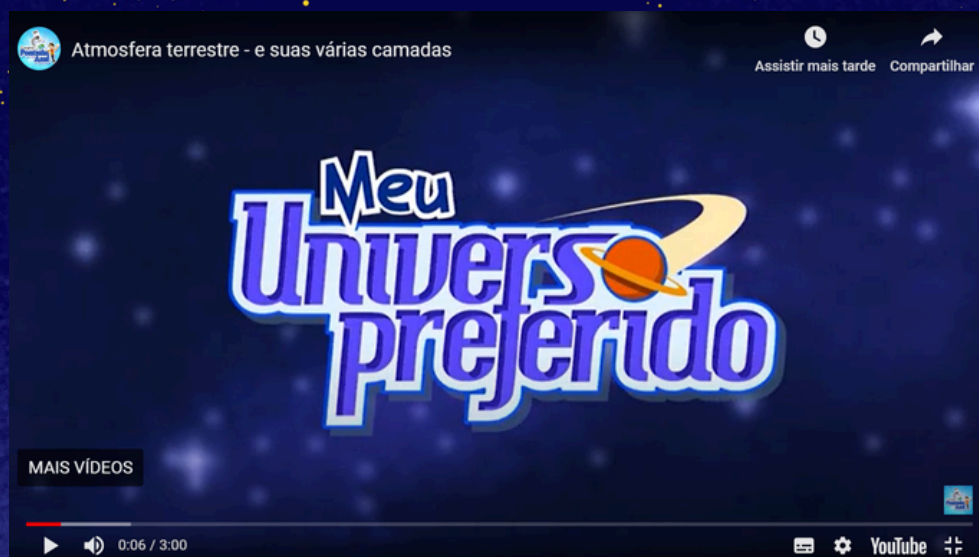 Atmosfera terrestre - e suas várias camadas
Assistir mais tarde
Compartilhar
Meu
Universo
preferido
MAIS VÍDEOS
0:06 / 3:00
YouTube